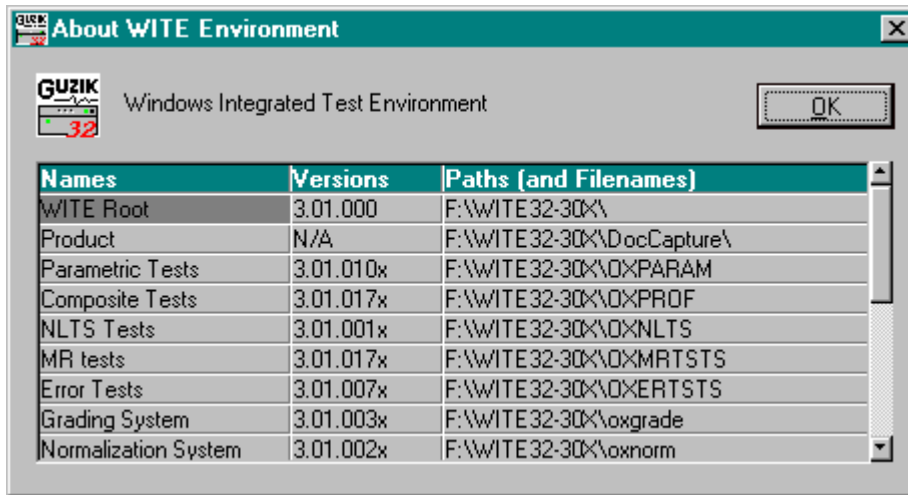 GUZIK 32 About WITE Environment
GUZIK
32
Windows Integrated Test Environment
OK
Names Versions Paths (and Filenames)
WITE Root 3.01.000 F:\WITE32-30X\
Product N/A F:\WITE32-30X\DocCapture\
Parametric Tests 3.01.010x F:\WITE32-30X\OXPARAM
Composite Tests 3.01.017x F:\WITE32-30X\OXPROF
NLTS Tests 3.01.001x F:\WITE32-30X\OXNLTS
MR tests 3.01.017x F:\WITE32-30X\OXMRTSTS
Error Tests 3.01.007x F:\WITE32-30X\OXERTSTS
Grading System 3.01.003x F:\WITE32-30X\oxgrade
Normalization System 3.01.002x F:\WITE32-30X\oxnorm